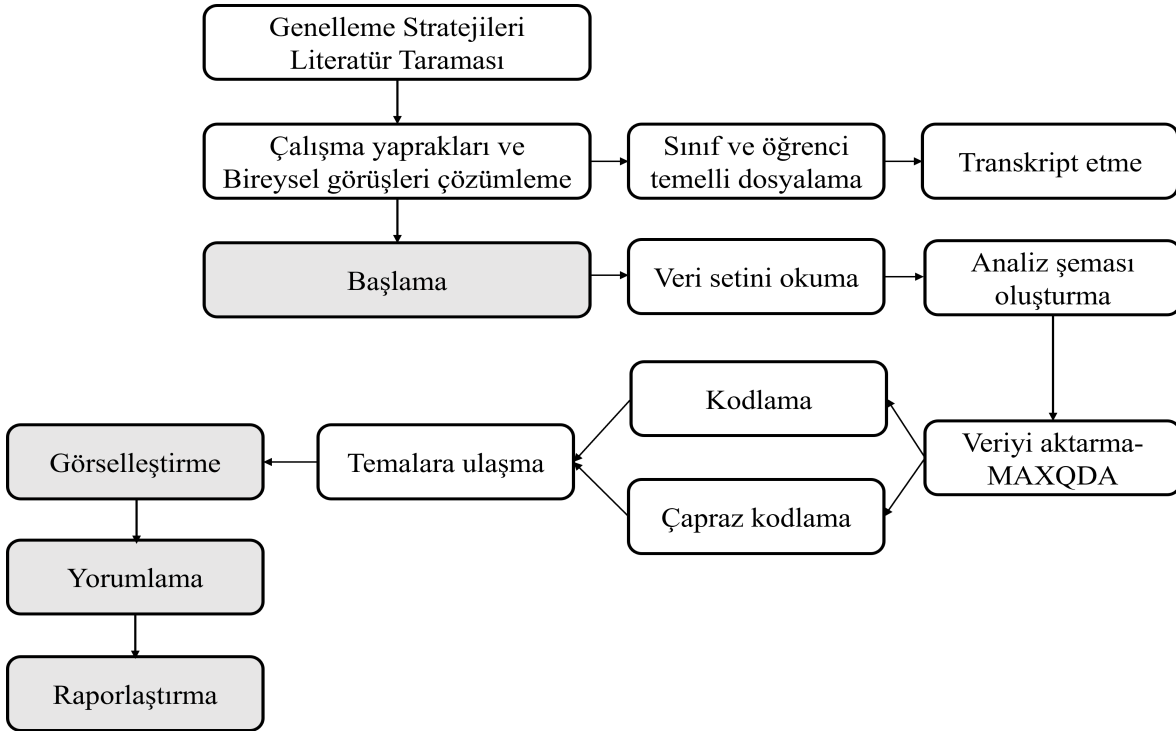 Genelleme Stratejileri
Literatür Taraması
Çalışma yaprakları ve
Bireysel görüşleri çözümleme
Sınıf ve öğrenci
temelli dosyalama
Transkript etme
Başlama
Veri setini okuma
Analiz şeması
oluşturma
Kodlama
Veriyi aktarma-
MAXQDA
Çapraz kodlama
Temalara ulaşma
Görselleştirme
Yorumlama
Raporlaştırma